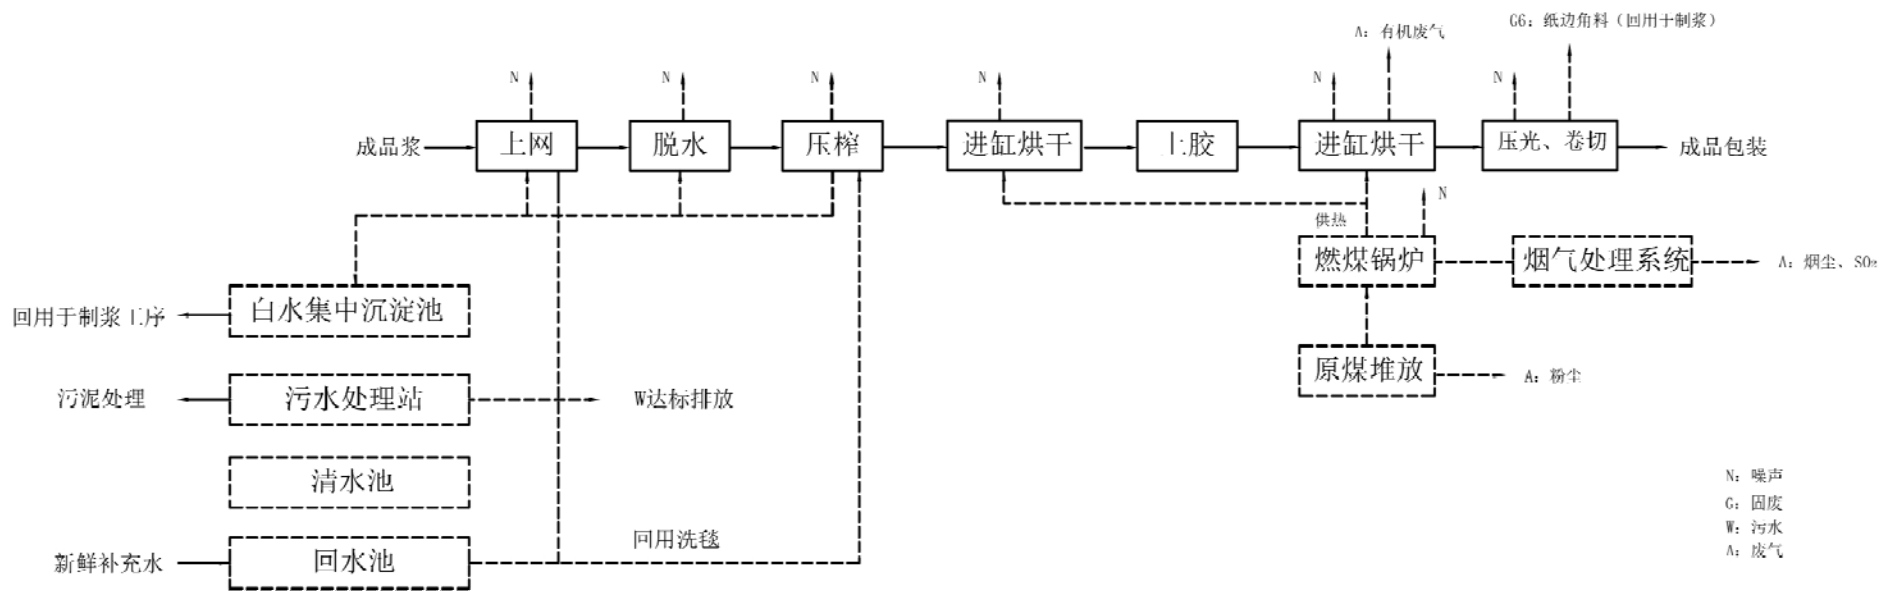 G6: 纸边角料（回用于制浆）
A: 有机废气
N
N
N
N
N
N
成品浆
上网
脱水
压榨
进缸烘干
上胶
进缸烘干
压光、卷切
成品包装
N
供热
燃煤锅炉
烟气处理系统
A: 烟尘、SO₂
白水集中沉淀池
回用于制浆工序
原煤堆放
A: 粉尘
污泥处理
污水处理站
W达标排放
清水池
N: 噪声
G: 固废
W: 污水
A: 废气
回用洗毯
新鲜补充水
回水池